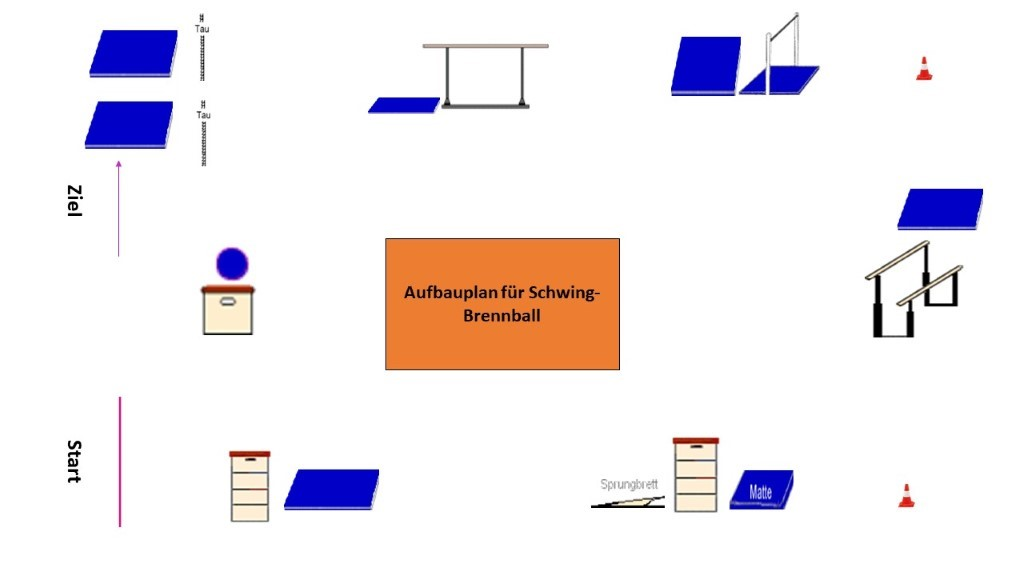 Tau
Tau
Ziel
Aufbauplan für Schwing-
Brennball
Start
Sprungbrett
Matte